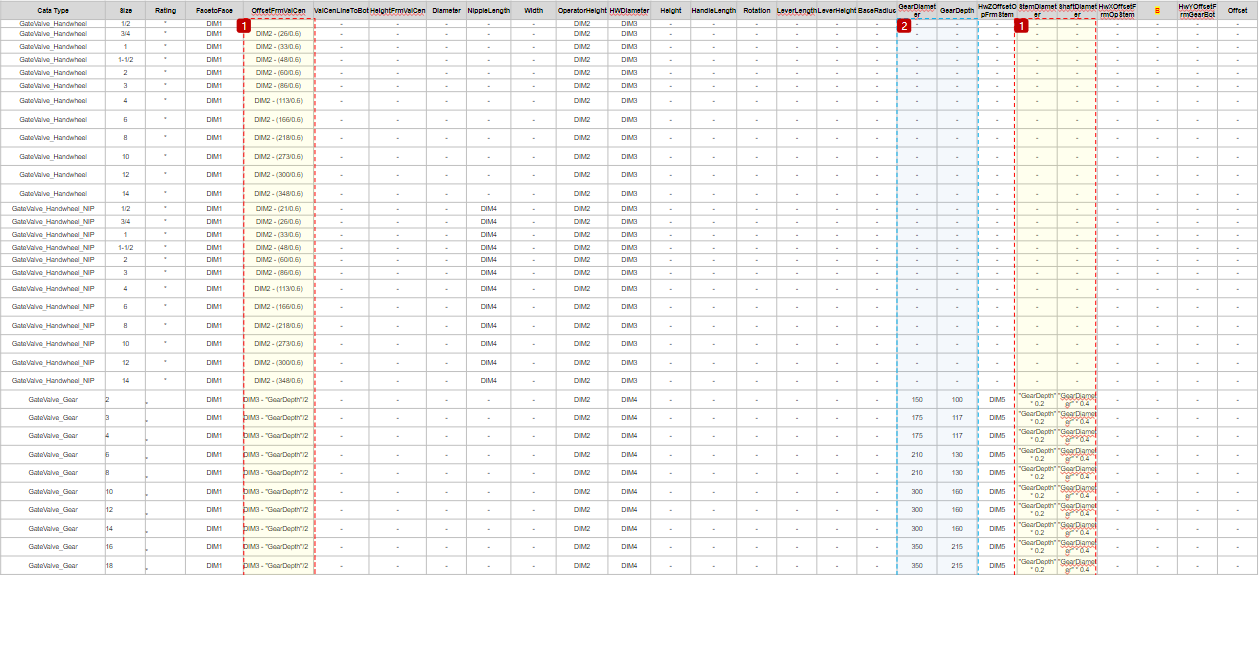 Cata Type Size Rating FacetoFace OffsetFrmValCen ValCenLineToBot HeightFrmValCen Diameter NippleLength Width OperatorHeight HWDiameter Height HandleLength Rotation LeverLength LeverHeight BaseRadius GearDiameter GearDepth HwZOffsetOpFrmStem StemDiameter ShaftDiameter HwXOffsetFrmOpStem B HwYOffsetFrmGearBot Offset
1 2 1
GateValve_Handwheel 1/2 * DIM1 - - - - - DIM2 DIM3 - - - - - - - - - - - - - - -
GateValve_Handwheel 3/4 * DIM1 DIM2 - (26/0.6) - - - - - DIM2 DIM3 - - - - - - - - - - - - - - -
GateValve_Handwheel 1 * DIM1 DIM2 - (33/0.6) - - - - - DIM2 DIM3 - - - - - - - - - - - - - - -
GateValve_Handwheel 1-1/2 * DIM1 DIM2 - (48/0.6) - - - - - DIM2 DIM3 - - - - - - - - - - - - - - -
GateValve_Handwheel 2 * DIM1 DIM2 - (60/0.6) - - - - - DIM2 DIM3 - - - - - - - - - - - - - - -
GateValve_Handwheel 3 * DIM1 DIM2 - (86/0.6) - - - - - DIM2 DIM3 - - - - - - - - - - - - - - -
GateValve_Handwheel 4 * DIM1 DIM2 - (113/0.6) - - - - - DIM2 DIM3 - - - - - - - - - - - - - - -
GateValve_Handwheel 6 * DIM1 DIM2 - (166/0.6) - - - - - DIM2 DIM3 - - - - - - - - - - - - - - -
GateValve_Handwheel 8 * DIM1 DIM2 - (218/0.6) - - - - - DIM2 DIM3 - - - - - - - - - - - - - - -
GateValve_Handwheel 10 * DIM1 DIM2 - (273/0.6) - - - - - DIM2 DIM3 - - - - - - - - - - - - - - -
GateValve_Handwheel 12 * DIM1 DIM2 - (300/0.6) - - - - - DIM2 DIM3 - - - - - - - - - - - - - - -
GateValve_Handwheel 14 * DIM1 DIM2 - (348/0.6) - - - - - DIM2 DIM3 - - - - - - - - - - - - - - -
GateValve_Handwheel_NIP 1/2 * DIM1 DIM2 - (21/0.6) - - - DIM4 - DIM2 DIM3 - - - - - - - - - - - - - - -
GateValve_Handwheel_NIP 3/4 * DIM1 DIM2 - (26/0.6) - - - DIM4 - DIM2 DIM3 - - - - - - - - - - - - - - -
GateValve_Handwheel_NIP 1 * DIM1 DIM2 - (33/0.6) - - - DIM4 - DIM2 DIM3 - - - - - - - - - - - - - - -
GateValve_Handwheel_NIP 1-1/2 * DIM1 DIM2 - (48/0.6) - - - DIM4 - DIM2 DIM3 - - - - - - - - - - - - - - -
GateValve_Handwheel_NIP 2 * DIM1 DIM2 - (60/0.6) - - - DIM4 - DIM2 DIM3 - - - - - - - - - - - - - - -
GateValve_Handwheel_NIP 3 * DIM1 DIM2 - (86/0.6) - - - DIM4 - DIM2 DIM3 - - - - - - - - - - - - - - -
GateValve_Handwheel_NIP 4 * DIM1 DIM2 - (113/0.6) - - - DIM4 - DIM2 DIM3 - - - - - - - - - - - - - - -
GateValve_Handwheel_NIP 6 * DIM1 DIM2 - (166/0.6) - - - DIM4 - DIM2 DIM3 - - - - - - - - - - - - - - -
GateValve_Handwheel_NIP 8 * DIM1 DIM2 - (218/0.6) - - - DIM4 - DIM2 DIM3 - - - - - - - - - - - - - - -
GateValve_Handwheel_NIP 10 * DIM1 DIM2 - (273/0.6) - - - DIM4 - DIM2 DIM3 - - - - - - - - - - - - - - -
GateValve_Handwheel_NIP 12 * DIM1 DIM2 - (300/0.6) - - - DIM4 - DIM2 DIM3 - - - - - - - - - - - - - - -
GateValve_Handwheel_NIP 14 * DIM1 DIM2 - (348/0.6) - - - DIM4 - DIM2 DIM3 - - - - - - - - - - - - - - -
GateValve_Gear 2 * DIM1 DIM3 - "GearDepth"/2 - - - - - DIM2 DIM4 - - - - - - 150 100 DIM5 "GearDepth" * 0.2 "GearDiameter" * 0.4 - - - -
GateValve_Gear 3 * DIM1 DIM3 - "GearDepth"/2 - - - - - DIM2 DIM4 - - - - - - 175 117 DIM5 "GearDepth" * 0.2 "GearDiameter" * 0.4 - - - -
GateValve_Gear 4 * DIM1 DIM3 - "GearDepth"/2 - - - - - DIM2 DIM4 - - - - - - 175 117 DIM5 "GearDepth" * 0.2 "GearDiameter" * 0.4 - - - -
GateValve_Gear 6 * DIM1 DIM3 - "GearDepth"/2 - - - - - DIM2 DIM4 - - - - - - 210 130 DIM5 "GearDepth" * 0.2 "GearDiameter" * 0.4 - - - -
GateValve_Gear 8 * DIM1 DIM3 - "GearDepth"/2 - - - - - DIM2 DIM4 - - - - - - 210 130 DIM5 "GearDepth" * 0.2 "GearDiameter" * 0.4 - - - -
GateValve_Gear 10 * DIM1 DIM3 - "GearDepth"/2 - - - - - DIM2 DIM4 - - - - - - 300 160 DIM5 "GearDepth" * 0.2 "GearDiameter" * 0.4 - - - -
GateValve_Gear 12 * DIM1 DIM3 - "GearDepth"/2 - - - - - DIM2 DIM4 - - - - - - 300 160 DIM5 "GearDepth" * 0.2 "GearDiameter" * 0.4 - - - -
GateValve_Gear 14 * DIM1 DIM3 - "GearDepth"/2 - - - - - DIM2 DIM4 - - - - - - 300 160 DIM5 "GearDepth" * 0.2 "GearDiameter" * 0.4 - - - -
GateValve_Gear 16 * DIM1 DIM3 - "GearDepth"/2 - - - - - DIM2 DIM4 - - - - - - 350 215 DIM5 "GearDepth" * 0.2 "GearDiameter" * 0.4 - - - -
GateValve_Gear 18 * DIM1 DIM3 - "GearDepth"/2 - - - - - DIM2 DIM4 - - - - - - 350 215 DIM5 "GearDepth" * 0.2 "GearDiameter" * 0.4 - - - -